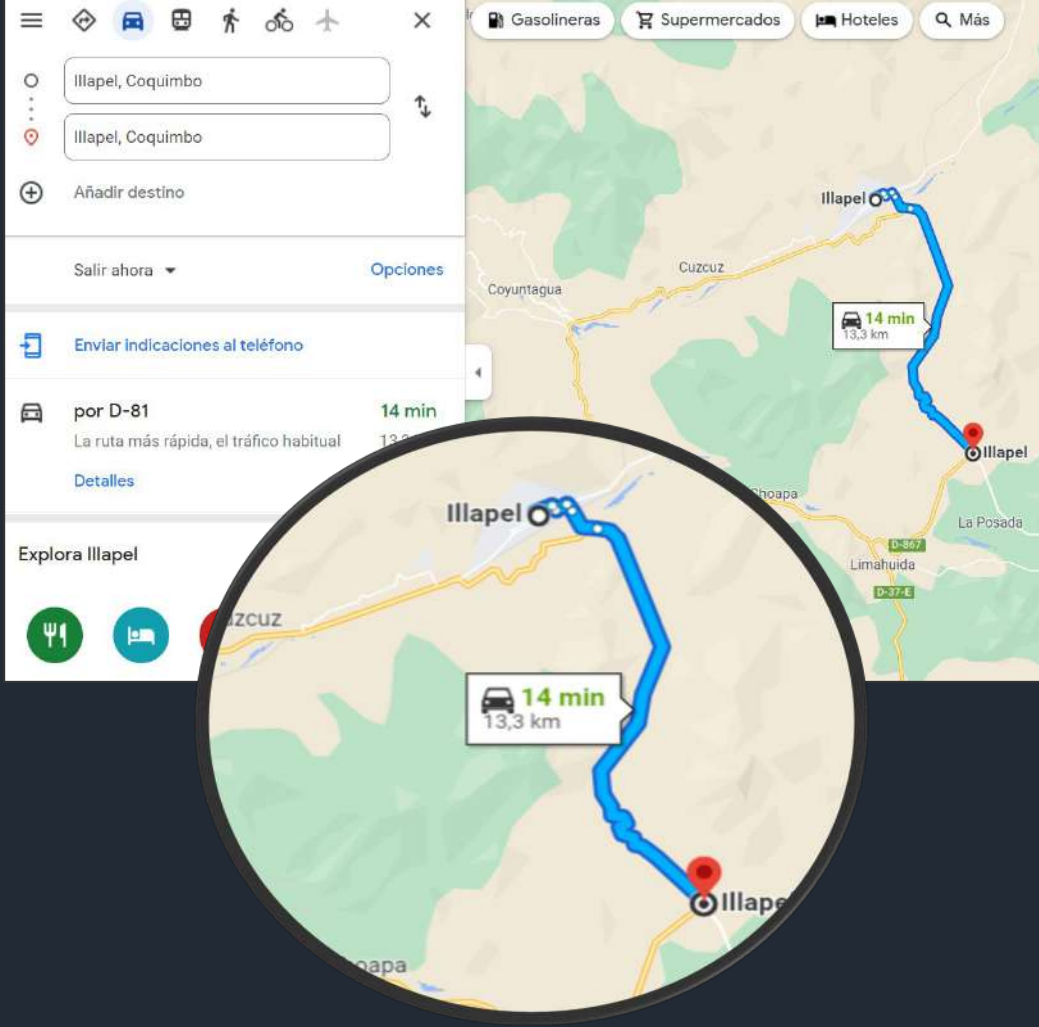 Gasolineras
Supermercados
Hoteles
Más
Illapel, Coquimbo
Illapel, Coquimbo
Añadir destino
Salir ahora
Opciones
Enviar indicaciones al teléfono
por D-81
14 min
La ruta más rápida, el tráfico habitual
Detalles
Explora Illapel
Illapel
Cuzcuz
Coyuntagua
14 min
13,3 km
Illapel
Choapa
La Posada
D-867
Limahuida
D-37-E
Illapel
14 min
13,3 km